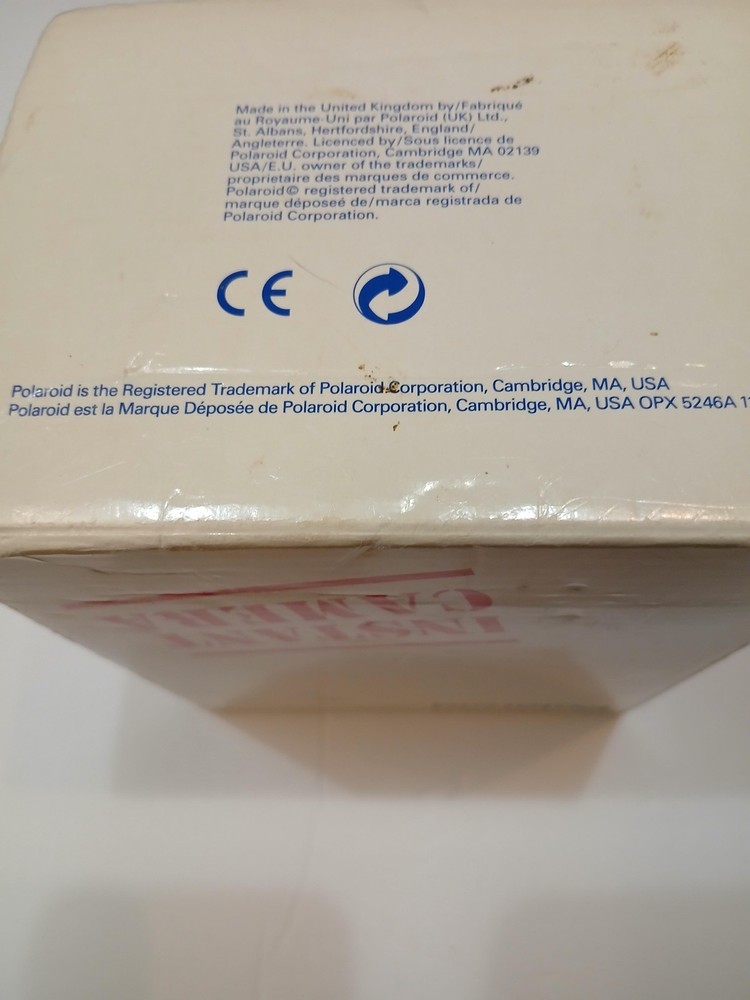 Made in the United Kingdom by/Fabriqué
au Royaume-Uni par Polaroid (UK) Ltd.,
St. Albans, Hertfordshire, England/
Angleterre. Licenced by/Sous licence de
Polaroid Corporation, Cambridge MA 02139
USA/E.U. owner of the trademarks/
proprietaire des marques de commerce.
Polaroid© registered trademark of/
marque déposeé de/marca registrada de
Polaroid Corporation.
CE
Polaroid is the Registered Trademark of Polaroid Corporation, Cambridge, MA, USA
Polaroid est la Marque Déposée de Polaroid Corporation, Cambridge, MA, USA OPX 5246A
INSTANT
CAMERA